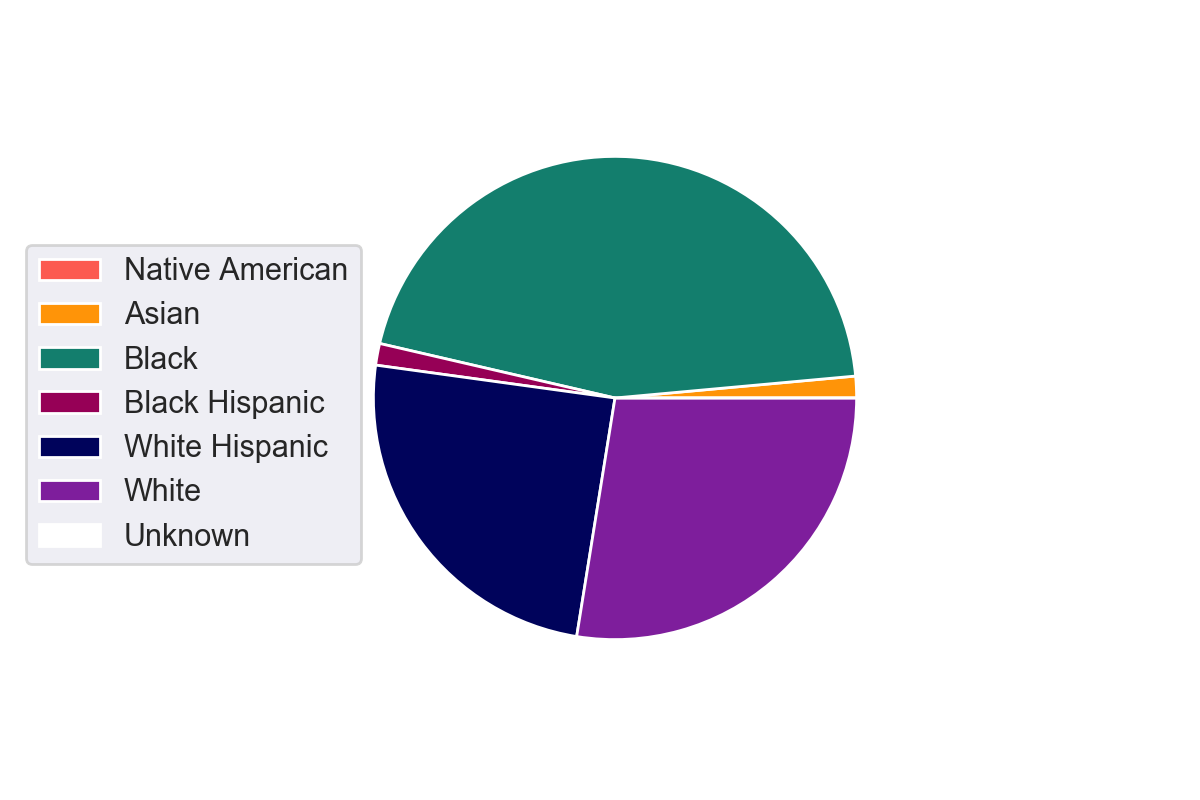 Native American
Asian
Black
Black Hispanic
White Hispanic
White
Unknown